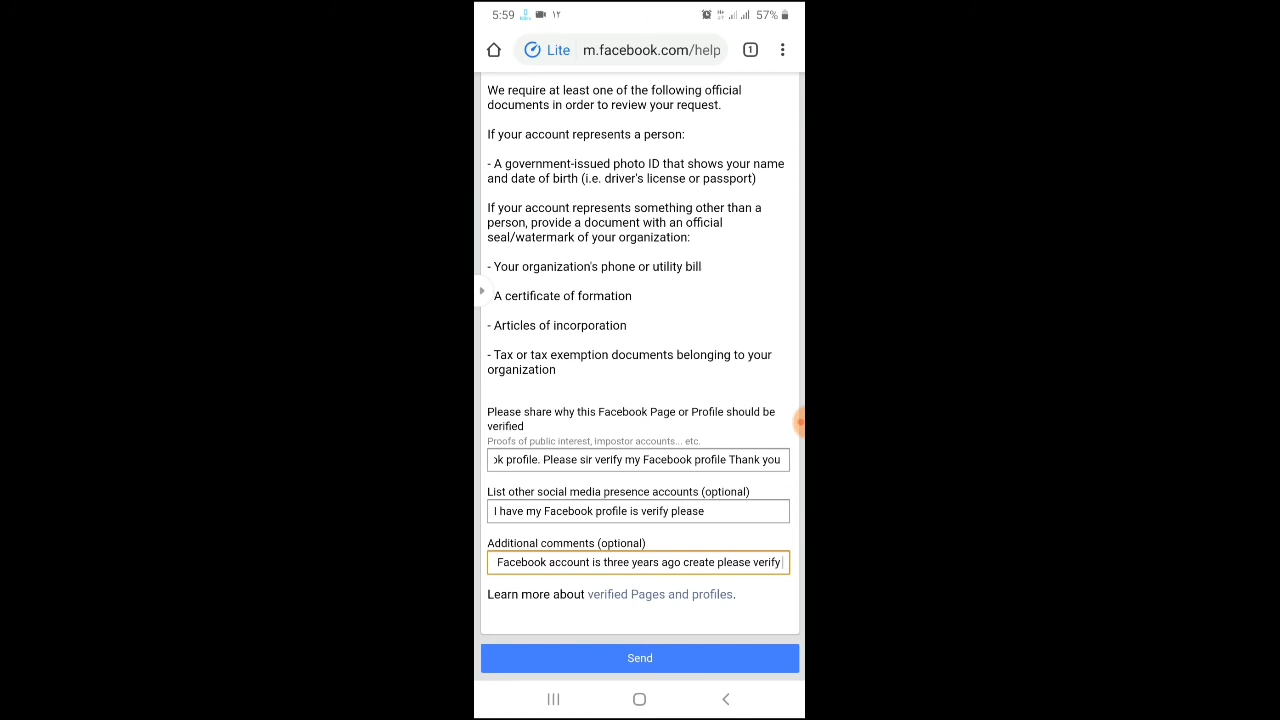 5:59 ١٢ 57%
Lite m.facebook.com/help 1
We require at least one of the following official
documents in order to review your request.
If your account represents a person:
- A government-issued photo ID that shows your name
and date of birth (i.e. driver's license or passport)
If your account represents something other than a
person, provide a document with an official
seal/watermark of your organization:
- Your organization's phone or utility bill
A certificate of formation
- Articles of incorporation
- Tax or tax exemption documents belonging to your
organization
Please share why this Facebook Page or Profile should be
verified
Proofs of public interest, impostor accounts... etc.
ok profile. Please sir verify my Facebook profile Thank you
List other social media presence accounts (optional)
I have my Facebook profile is verify please
Additional comments (optional)
Facebook account is three years ago create please verify
Learn more about verified Pages and profiles.
Send